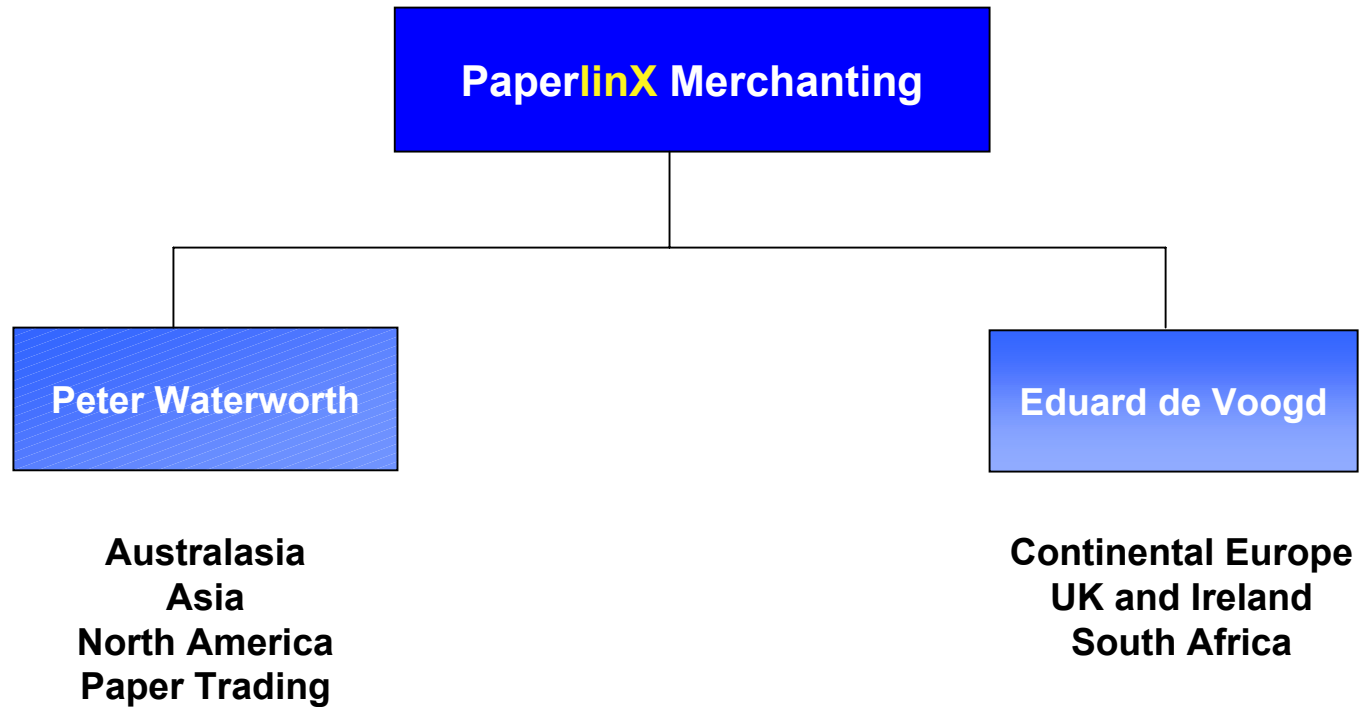 PaperlinX Merchanting
Peter Waterworth
Australasia
Asia
North America
Paper Trading
Eduard de Voogd
Continental Europe
UK and Ireland
South Africa